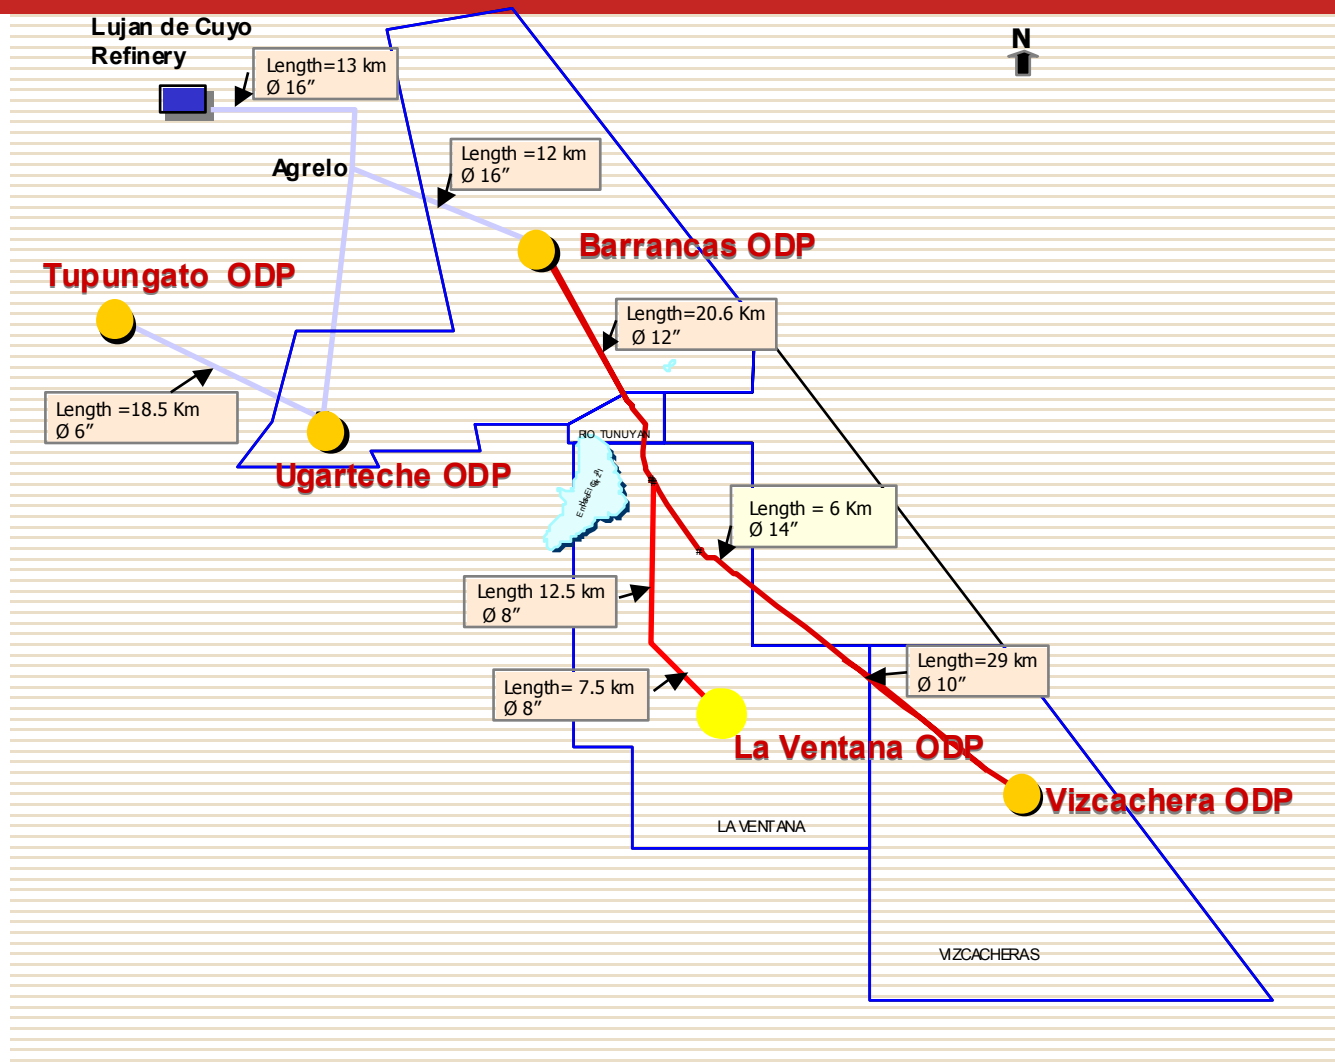 Lujan de Cuyo
Refinery
Length=13 km
Ø 16”
N
Length =12 km
Ø 16”
Agrelo
Barrancas ODP
Tupungato ODP
Length=20.6 Km
Ø 12”
Length =18.5 Km
Ø 6”
RIO TUNUYAN
Ugarteche ODP
Length = 6 Km
Ø 14”
Length 12.5 km
Ø 8”
Length=29 km
Ø 10”
Length= 7.5 km
Ø 8”
La Ventana ODP
Vizcachera ODP
LA VENTANA
VIZCACHERAS